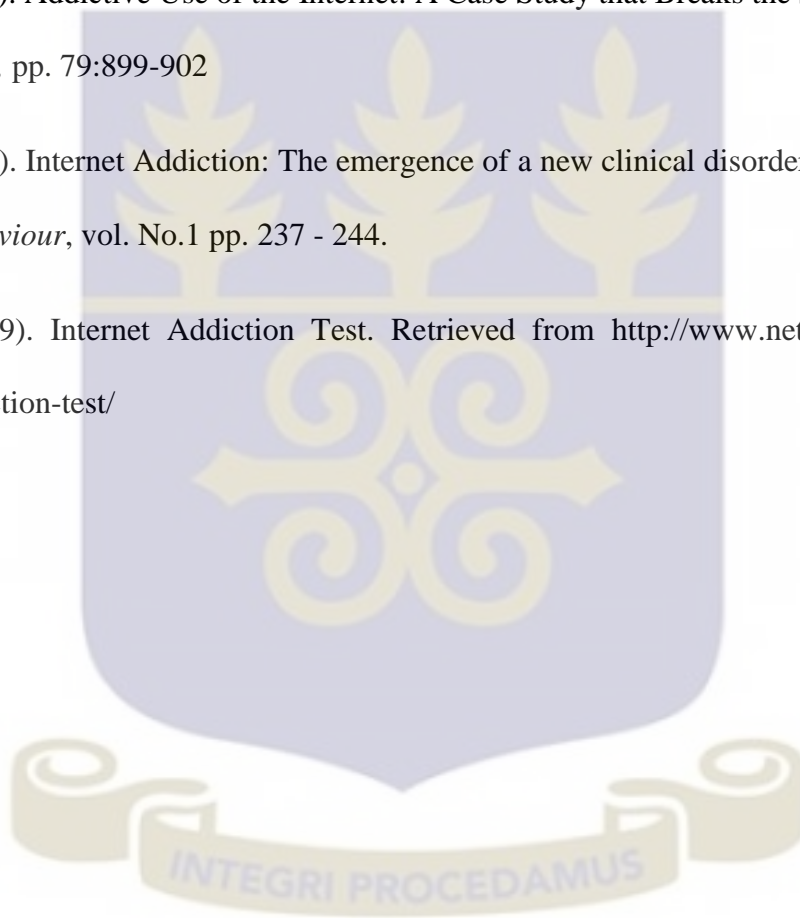 ). Addictive Use of the Internet: A Case Study that Breaks the
pp. 79:899-902
). Internet Addiction: The emergence of a new clinical disorde
viour, vol. No.1 pp. 237 - 244.
9). Internet Addiction Test. Retrieved from http://www.net
tion-test/
INTEGRI PROCEDAMUS